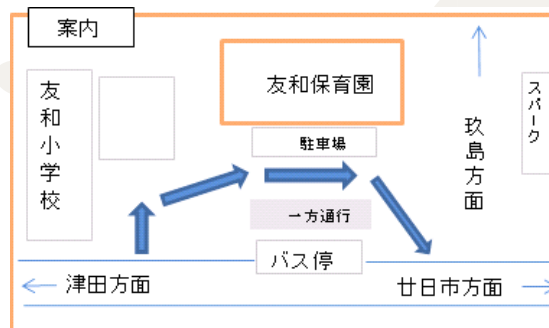 案内
友和小学校
友和保育園
駐車場
一方通行
バス停
玖島方面
スパーク
津田方面
廿日市方面